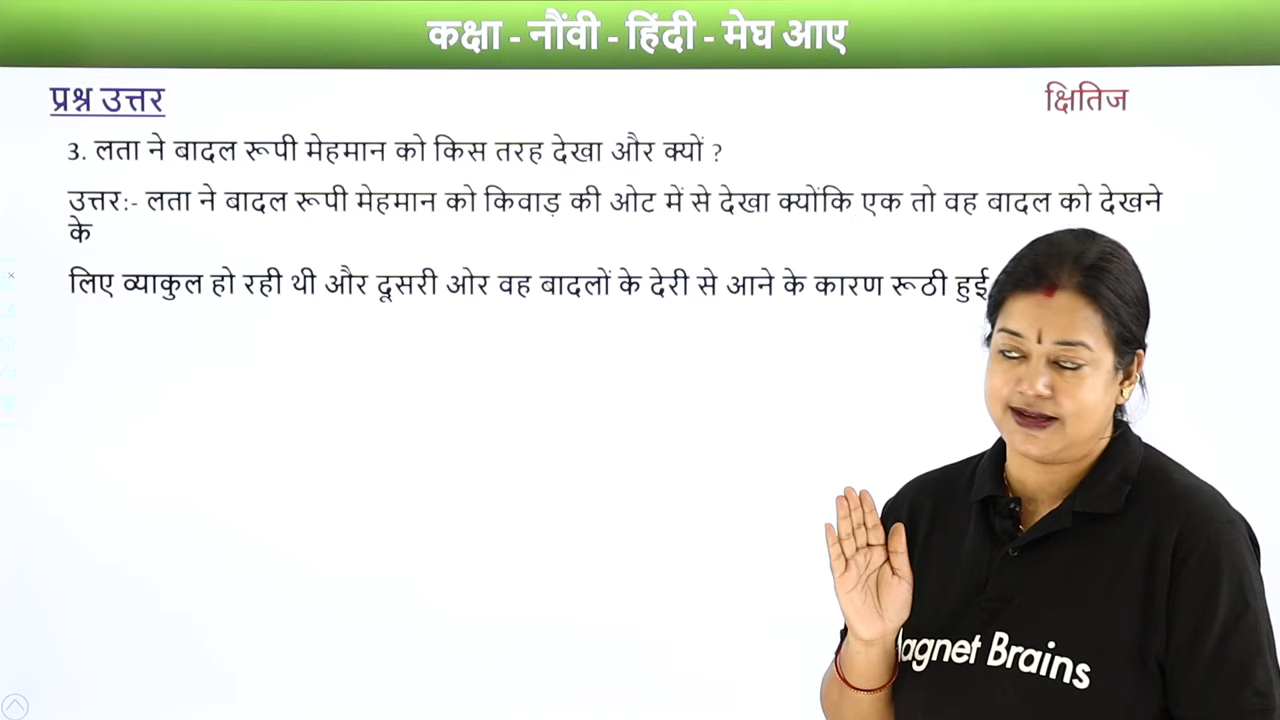 कक्षा - नौंवी - हिंदी - मेघ आए
प्रश्न उत्तर
क्षितिज
3. लता ने बादल रूपी मेहमान को किस तरह देखा और क्यों ?
उत्तर:- लता ने बादल रूपी मेहमान को किवाड़ की ओट में से देखा क्योंकि एक तो वह बादल को देखने
के
लिए व्याकुल हो रही थी और दूसरी ओर वह बादलों के देरी से आने के कारण रूठी हुई
Magnet Brains